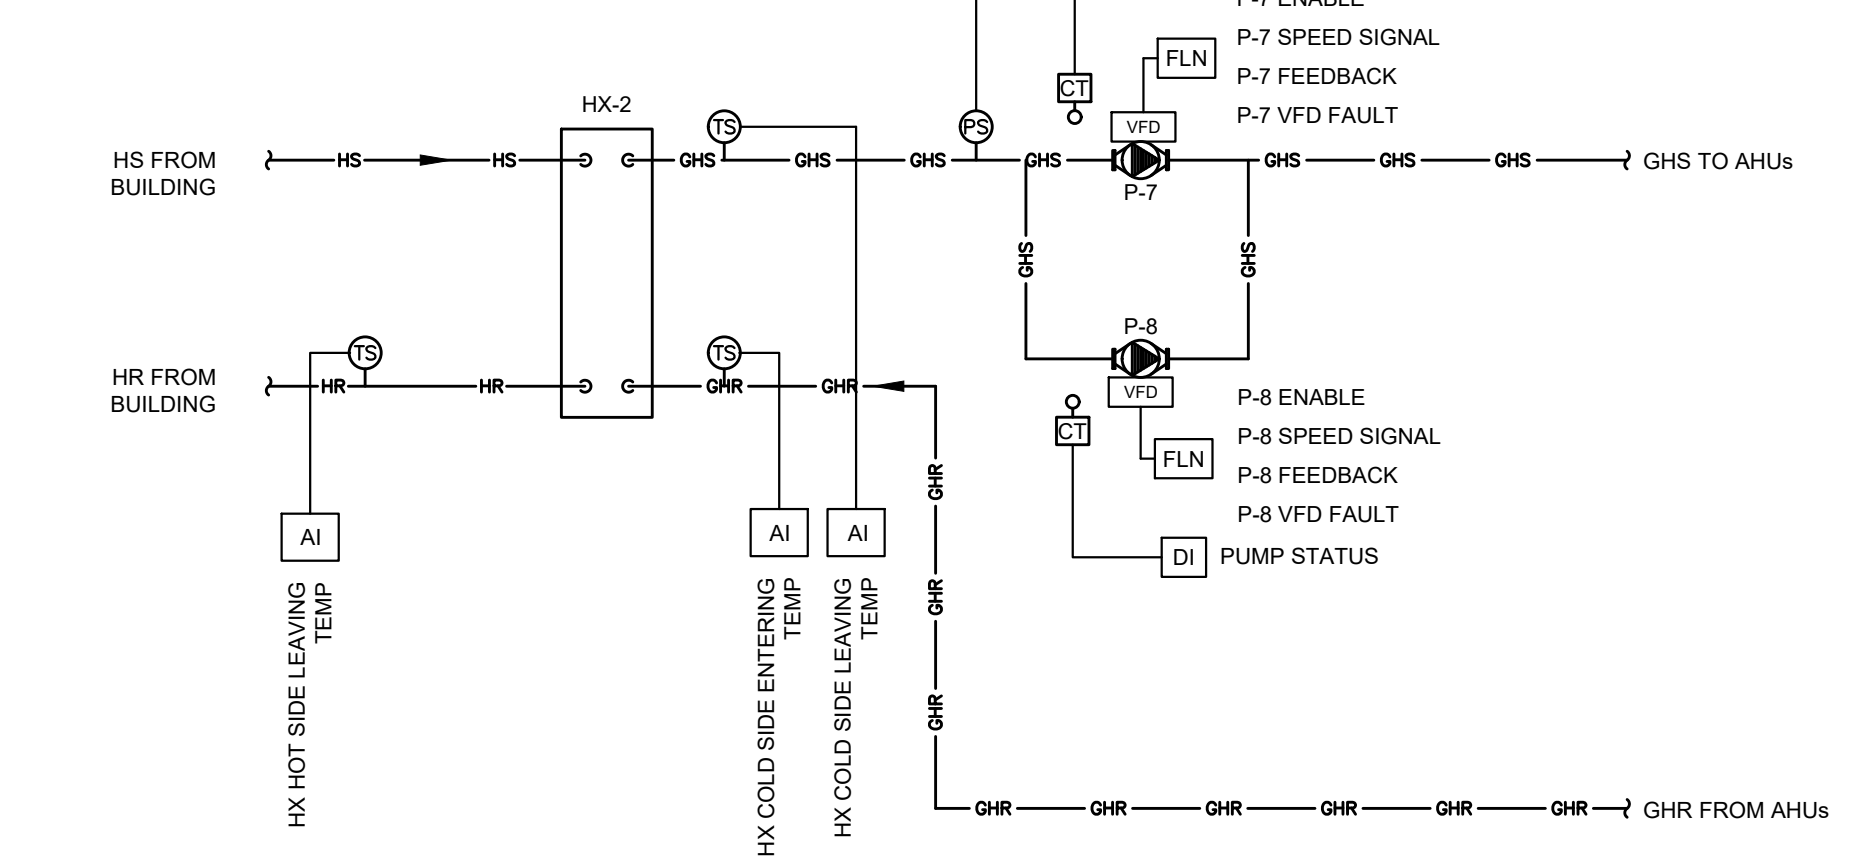 P-7 ENABLE
P-7 SPEED SIGNAL
FLN
P-7 FEEDBACK
CT
HX-2
P-7 VFD FAULT
TS
PS
VFD
HS FROM
BUILDING
HS
HS
GHS
GHS
GHS
GHS
GHS
GHS
GHS
GHS TO AHUs
P-7
GHS
GHS
P-8
TS
TS
HR FROM
BUILDING
HR
HR
GHR
GHR
VFD
P-8 ENABLE
CT
P-8 SPEED SIGNAL
FLN
P-8 FEEDBACK
GHR
P-8 VFD FAULT
AI
AI
AI
DI
PUMP STATUS
HX HOT SIDE LEAVING
TEMP
HX COLD SIDE ENTERING
TEMP
HX COLD SIDE LEAVING
TEMP
GHR
GHR
GHR
GHR
GHR
GHR
GHR
GHR
GHR FROM AHUs